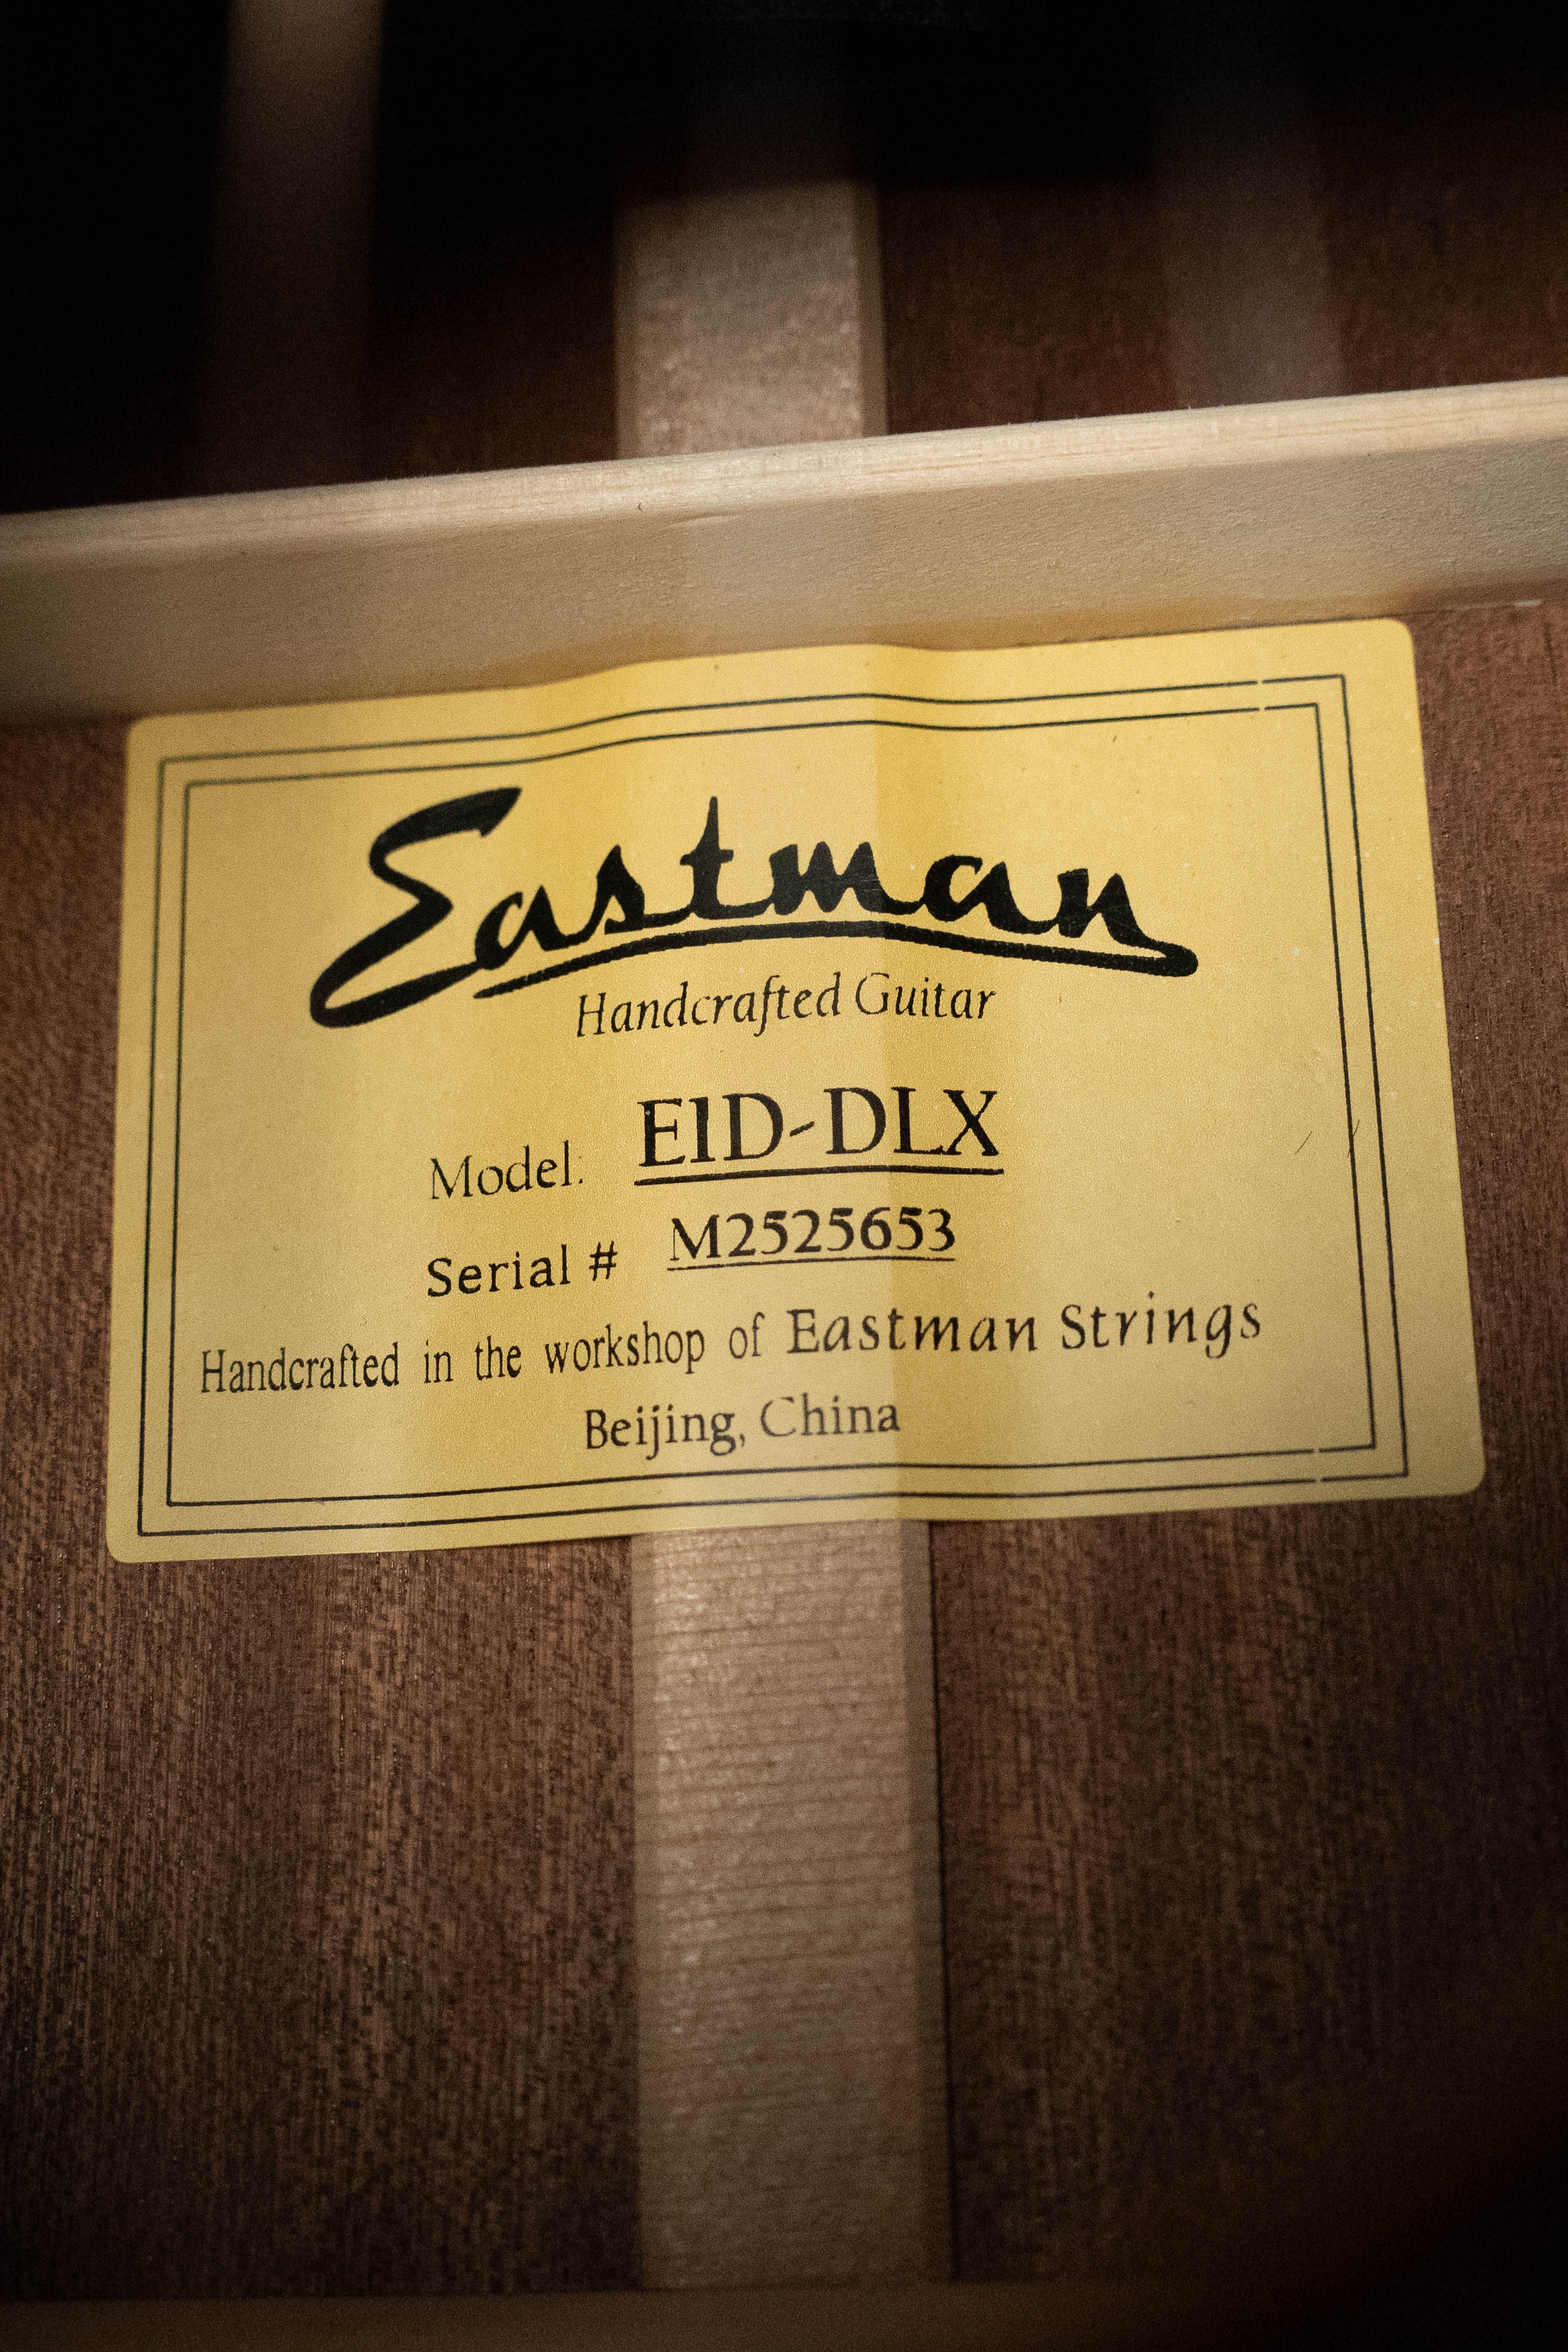 Eastman
Handcrafted Guitar
Model: E1D-DLX
Serial # M2525653
Handcrafted in the workshop of Eastman Strings
Beijing, China